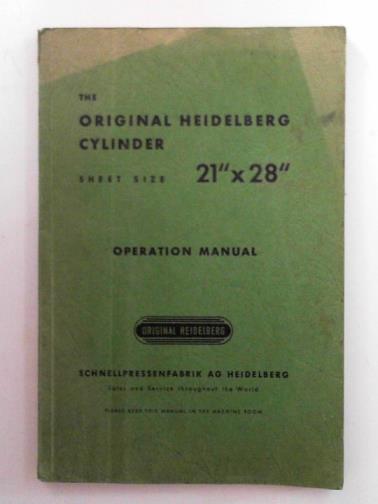 THE
ORIGINAL HEIDELBERG
CYLINDER
SHEET SIZE 21" x 28"
OPERATION MANUAL
ORIGINAL HEIDELBERG
SCHNELLPRESSENFABRIK AG HEIDELBERG
Sales and Service throughout the World
PLEASE KEEP THIS MANUAL IN THE MACHINE ROOM